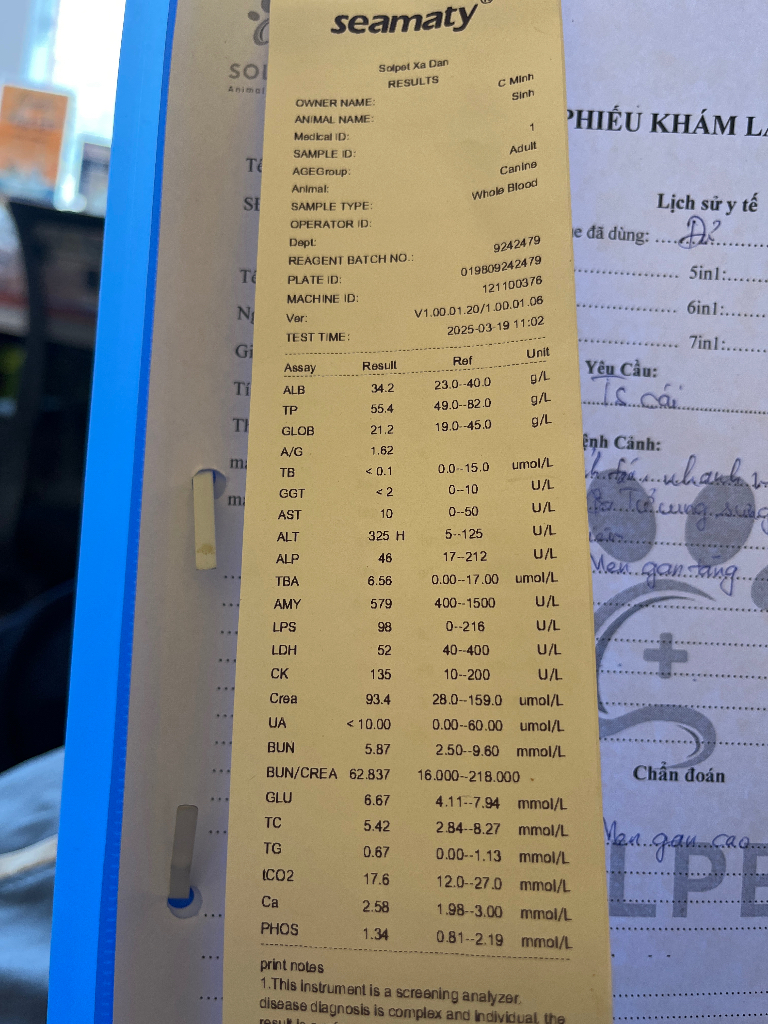 seamaty®
Solpet Xa Dan
RESULTS
OWNER NAME: C Minh
ANIMAL NAME: Sinh
Medical ID:
SAMPLE ID: 1
AGEGroup: Adult
Animal: Canine
SAMPLE TYPE: Whole Blood
OPERATOR ID:
Dept:
REAGENT BATCH NO.: 9242479
PLATE ID: 019809242479
MACHINE ID: 121100376
Ver: V1.00.01.20/1.00.01.06
TEST TIME: 2025-03-19 11:02
Assay Result Ref Unit
ALB 34.2 23.0--40.0 g/L
TP 55.4 49.0--82.0 g/L
GLOB 21.2 19.0--45.0 g/L
A/G 1.62
TB < 0.1 0.0--15.0 umol/L
GGT < 2 0--10 U/L
AST 10 0--50 U/L
ALT 325 H 5--125 U/L
ALP 46 17--212 U/L
TBA 6.56 0.00--17.00 umol/L
AMY 579 400--1500 U/L
LPS 98 0--216 U/L
LDH 52 40--400 U/L
CK 135 10--200 U/L
Crea 93.4 28.0--159.0 umol/L
UA < 10.00 0.00--60.00 umol/L
BUN 5.87 2.50--9.60 mmol/L
BUN/CREA 62.837 16.000--218.000 -
GLU 6.67 4.11--7.94 mmol/L
TC 5.42 2.84--8.27 mmol/L
TG 0.67 0.00--1.13 mmol/L
tCO2 17.6 12.0--27.0 mmol/L
Ca 2.58 1.98--3.00 mmol/L
PHOS 1.34 0.81--2.19 mmol/L
print notes
1.This instrument is a screening analyzer,
disease diagnosis is complex and individual, the
PHIẾU KHÁM
Lịch sử y tế
đã dùng:
5in1:
6in1:
7in1:
Yêu Cầu:
TS cái
Bệnh Cảnh:
nhanh
Men gan tăng
Chẩn đoán
Men gan cao